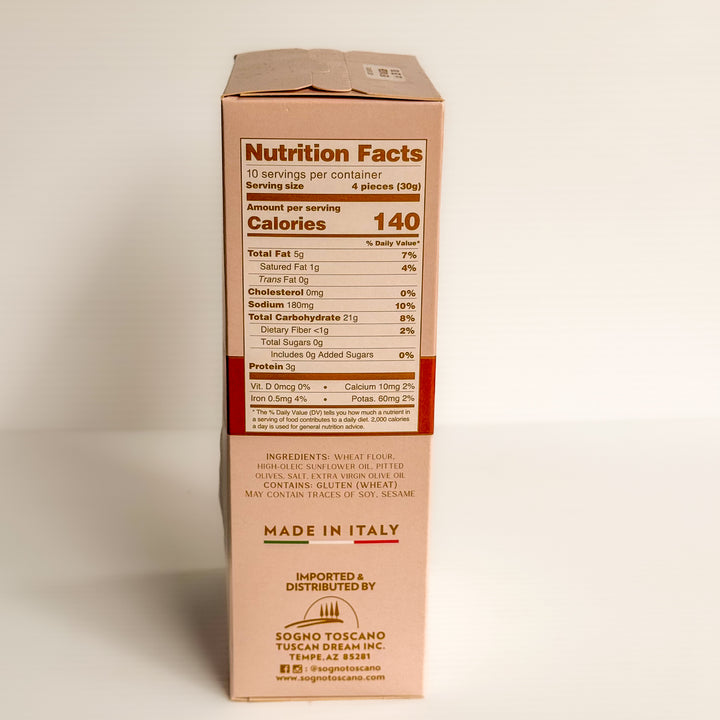 Nutrition Facts
10 servings per container
Serving size 4 pieces (30g)
Amount per serving
Calories 140
% Daily Value*
Total Fat 5g 7%
Satured Fat 1g 4%
Trans Fat 0g
Cholesterol 0mg 0%
Sodium 180mg 10%
Total Carbohydrate 21g 8%
Dietary Fiber <1g 2%
Total Sugars 0g
Includes 0g Added Sugars 0%
Protein 3g
Vit. D 0mcg 0% • Calcium 10mg 2%
Iron 0.5mg 4% • Potas. 60mg 2%
* The % Daily Value (DV) tells you how much a nutrient in
a serving of food contributes to a daily diet. 2,000 calories
a day is used for general nutrition advice.
INGREDIENTS: WHEAT FLOUR,
HIGH-OLEIC SUNFLOWER OIL, PITTED
OLIVES, SALT, EXTRA VIRGIN OLIVE OIL
CONTAINS: GLUTEN (WHEAT)
MAY CONTAIN TRACES OF SOY, SESAME
MADE IN ITALY
IMPORTED &
DISTRIBUTED BY
SOGNO TOSCANO
TUSCAN DREAM INC.
TEMPE, AZ 85281
: @sognotoscano
www.sognotoscano.com